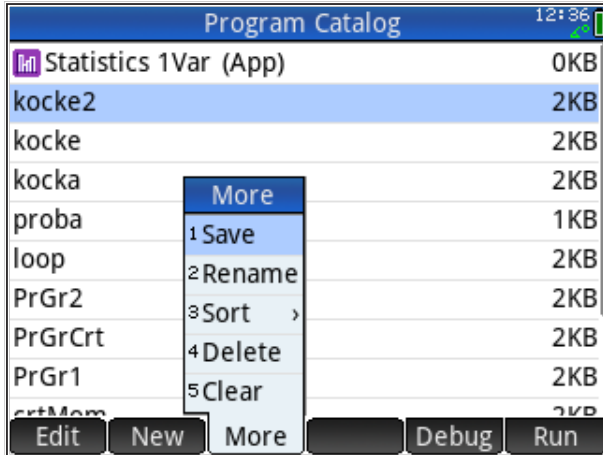 Program Catalog 12:36
Statistics 1Var (App) 0KB
kocke2 2KB
kocke 2KB
kocka 2KB
proba 1KB
loop 2KB
PrGr2 2KB
PrGrCrt 2KB
PrGr1 2KB
crtMom 2KB
More
1 Save
2 Rename
3 Sort ›
4 Delete
5 Clear
Edit New More Debug Run